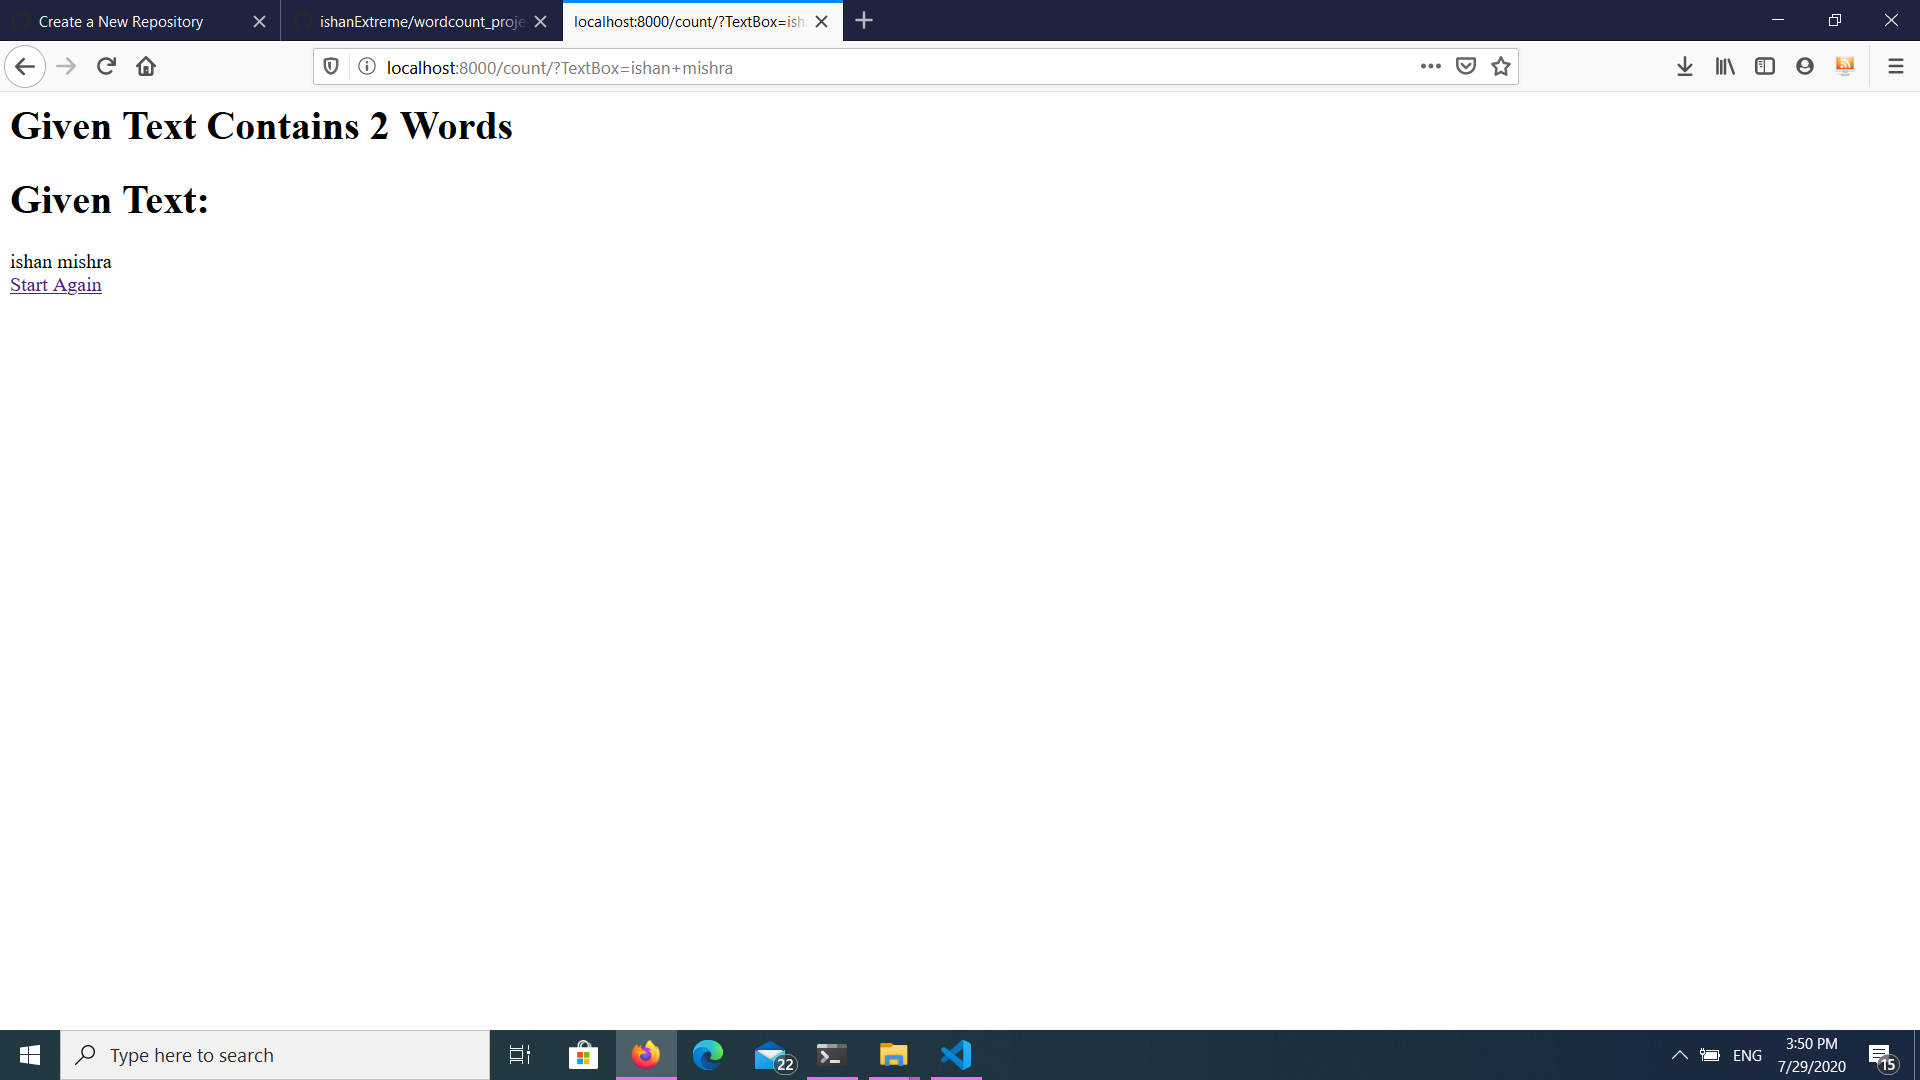 Create a New Repository
ishanExtreme/wordcount_proje
localhost:8000/count/?TextBox=ish
localhost:8000/count/?TextBox=ishan+mishra
Given Text Contains 2 Words
Given Text:
ishan mishra
Start Again
Type here to search
22
ENG
3:50 PM
7/29/2020
15